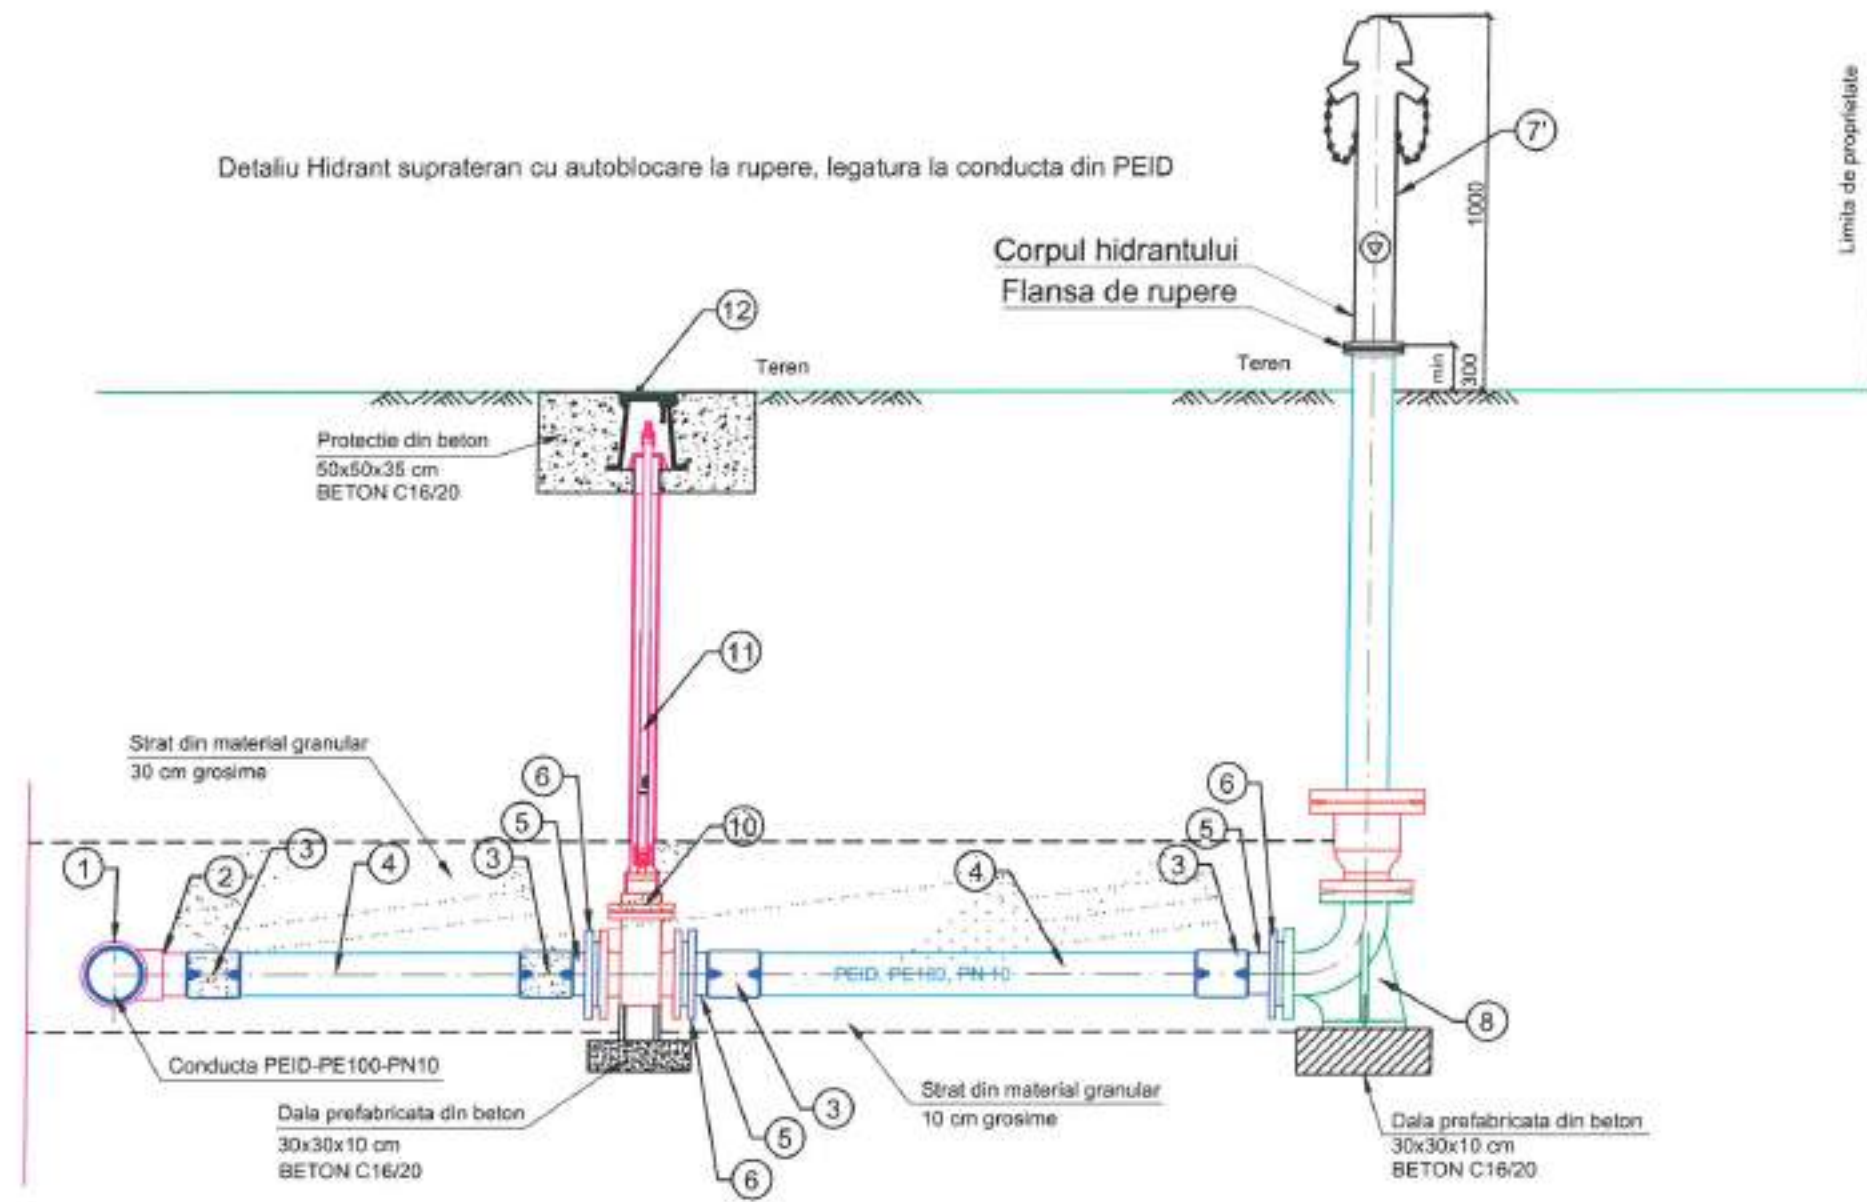 Detaliu Hidrant suprateran cu autoblocare la rupere, legatura la conducta din PEID
7'
1000
Limita de proprietate
Corpul hidrantului
Flansa de rupere
12
Teren
Teren
min
300
Protectie din beton
50x50x35 cm
BETON C16/20
11
Strat din material granular
30 cm grosime
6
6
5
10
5
1
2
3
4
3
4
3
PEID, PE100, PN 10
8
Conducta PEID-PE100-PN10
Dala prefabricata din beton
30x30x10 cm
BETON C16/20
3
5
6
Strat din material granular
10 cm grosime
Dala prefabricata din beton
30x30x10 cm
BETON C16/20